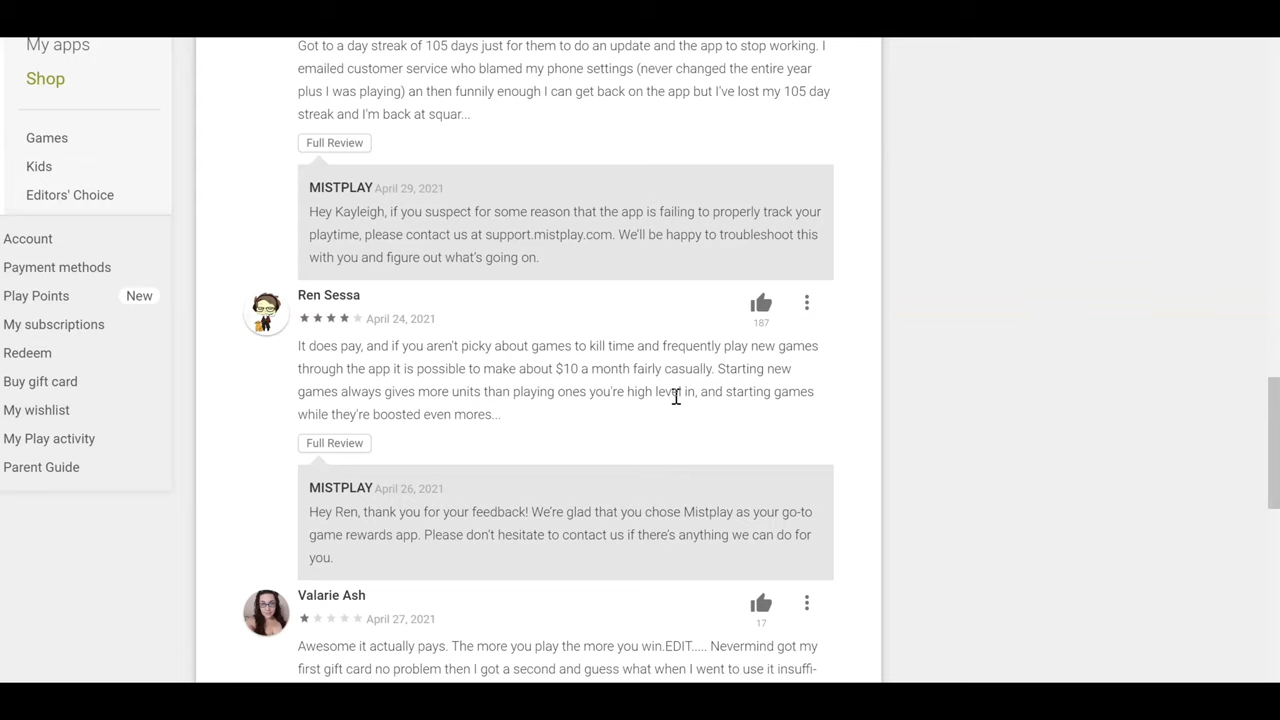 My apps
Shop
Games
Kids
Editors' Choice
Account
Payment methods
Play Points New
My subscriptions
Redeem
Buy gift card
My wishlist
My Play activity
Parent Guide
Got to a day streak of 105 days just for them to do an update and the app to stop working. I
emailed customer service who blamed my phone settings (never changed the entire year
plus I was playing) an then funnily enough I can get back on the app but I've lost my 105 day
streak and I'm back at squar...
Full Review
MISTPLAY April 29, 2021
Hey Kayleigh, if you suspect for some reason that the app is failing to properly track your
playtime, please contact us at support.mistplay.com. We’ll be happy to troubleshoot this
with you and figure out what’s going on.
Ren Sessa
April 24, 2021
187
It does pay, and if you aren't picky about games to kill time and frequently play new games
through the app it is possible to make about $10 a month fairly casually. Starting new
games always gives more units than playing ones you're high level in, and starting games
while they're boosted even mores...
Full Review
MISTPLAY April 26, 2021
Hey Ren, thank you for your feedback! We’re glad that you chose Mistplay as your go-to
game rewards app. Please don’t hesitate to contact us if there’s anything we can do for
you.
Valarie Ash
April 27, 2021
17
Awesome it actually pays. The more you play the more you win.EDIT..... Nevermind got my
first gift card no problem then I got a second and guess what when I went to use it insuffi-